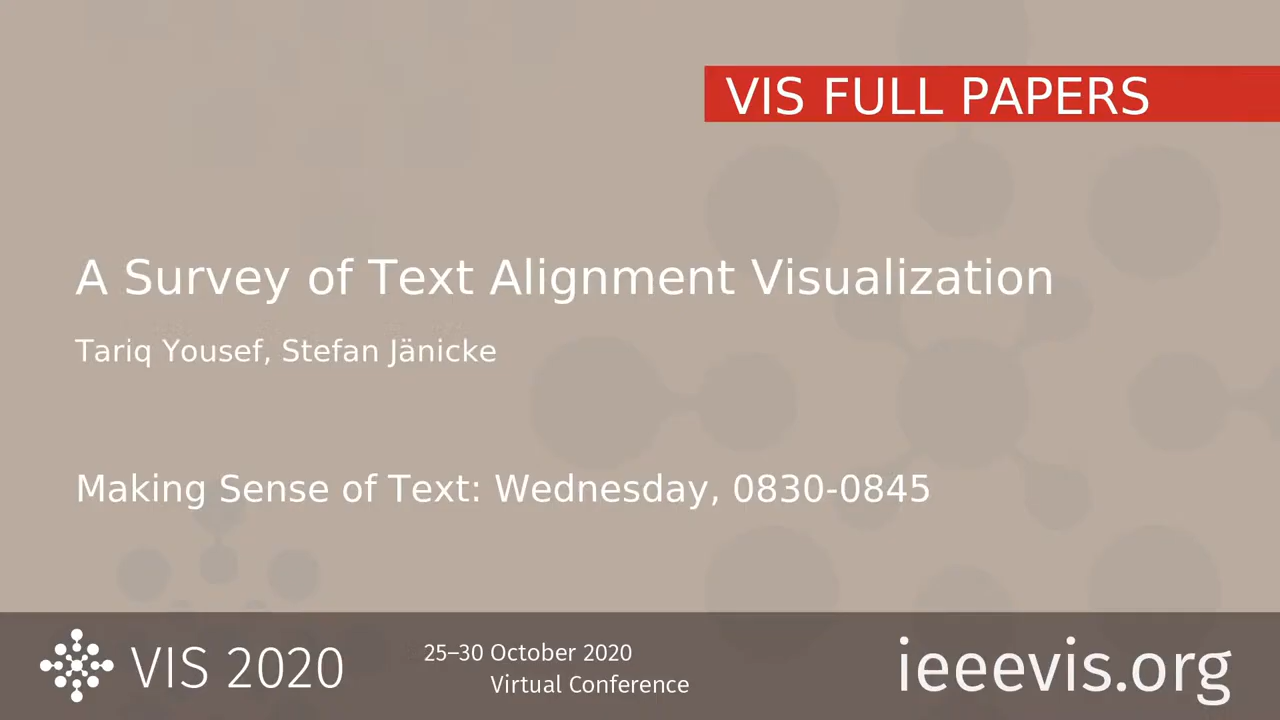 VIS FULL PAPERS
A Survey of Text Alignment Visualization
Tariq Yousef, Stefan Jänicke
Making Sense of Text: Wednesday, 0830-0845
VIS 2020
25–30 October 2020
Virtual Conference
ieeevis.org